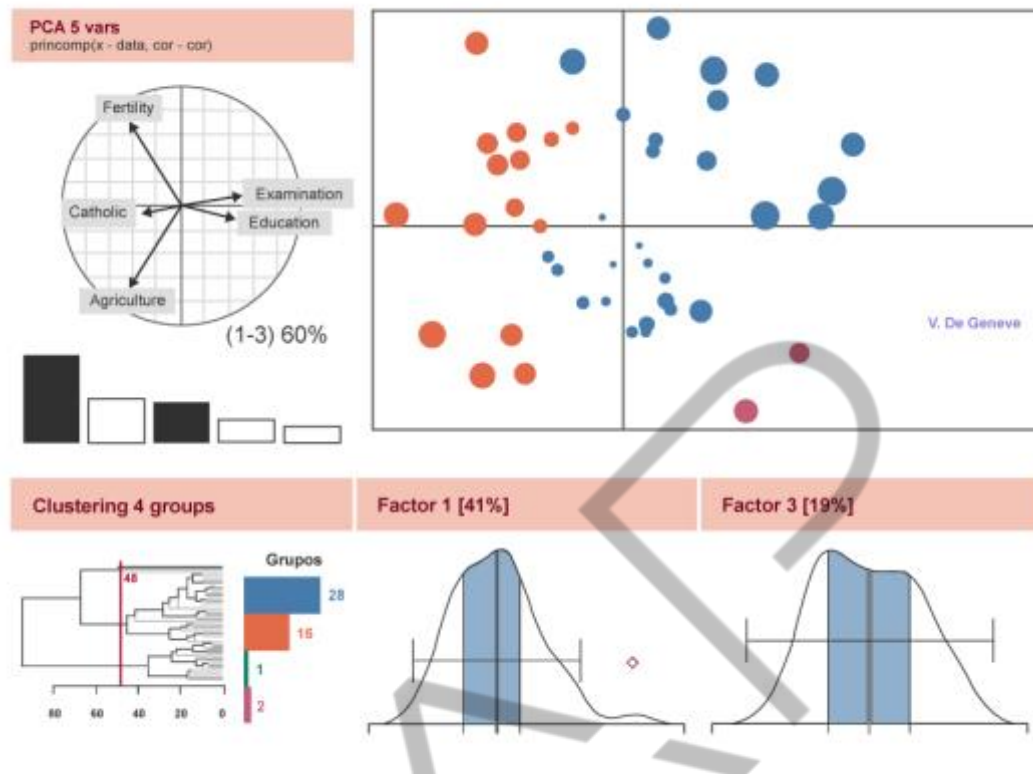 PCA 5 vars
princomp(x - data, cor - cor)
Fertility
Examination
Catholic
Education
Agriculture
(1-3) 60%
V. De Geneve
Clustering 4 groups
Factor 1 [41%]
Factor 3 [19%]
Grupos
48
28
16
1
2
80 60 40 20 0